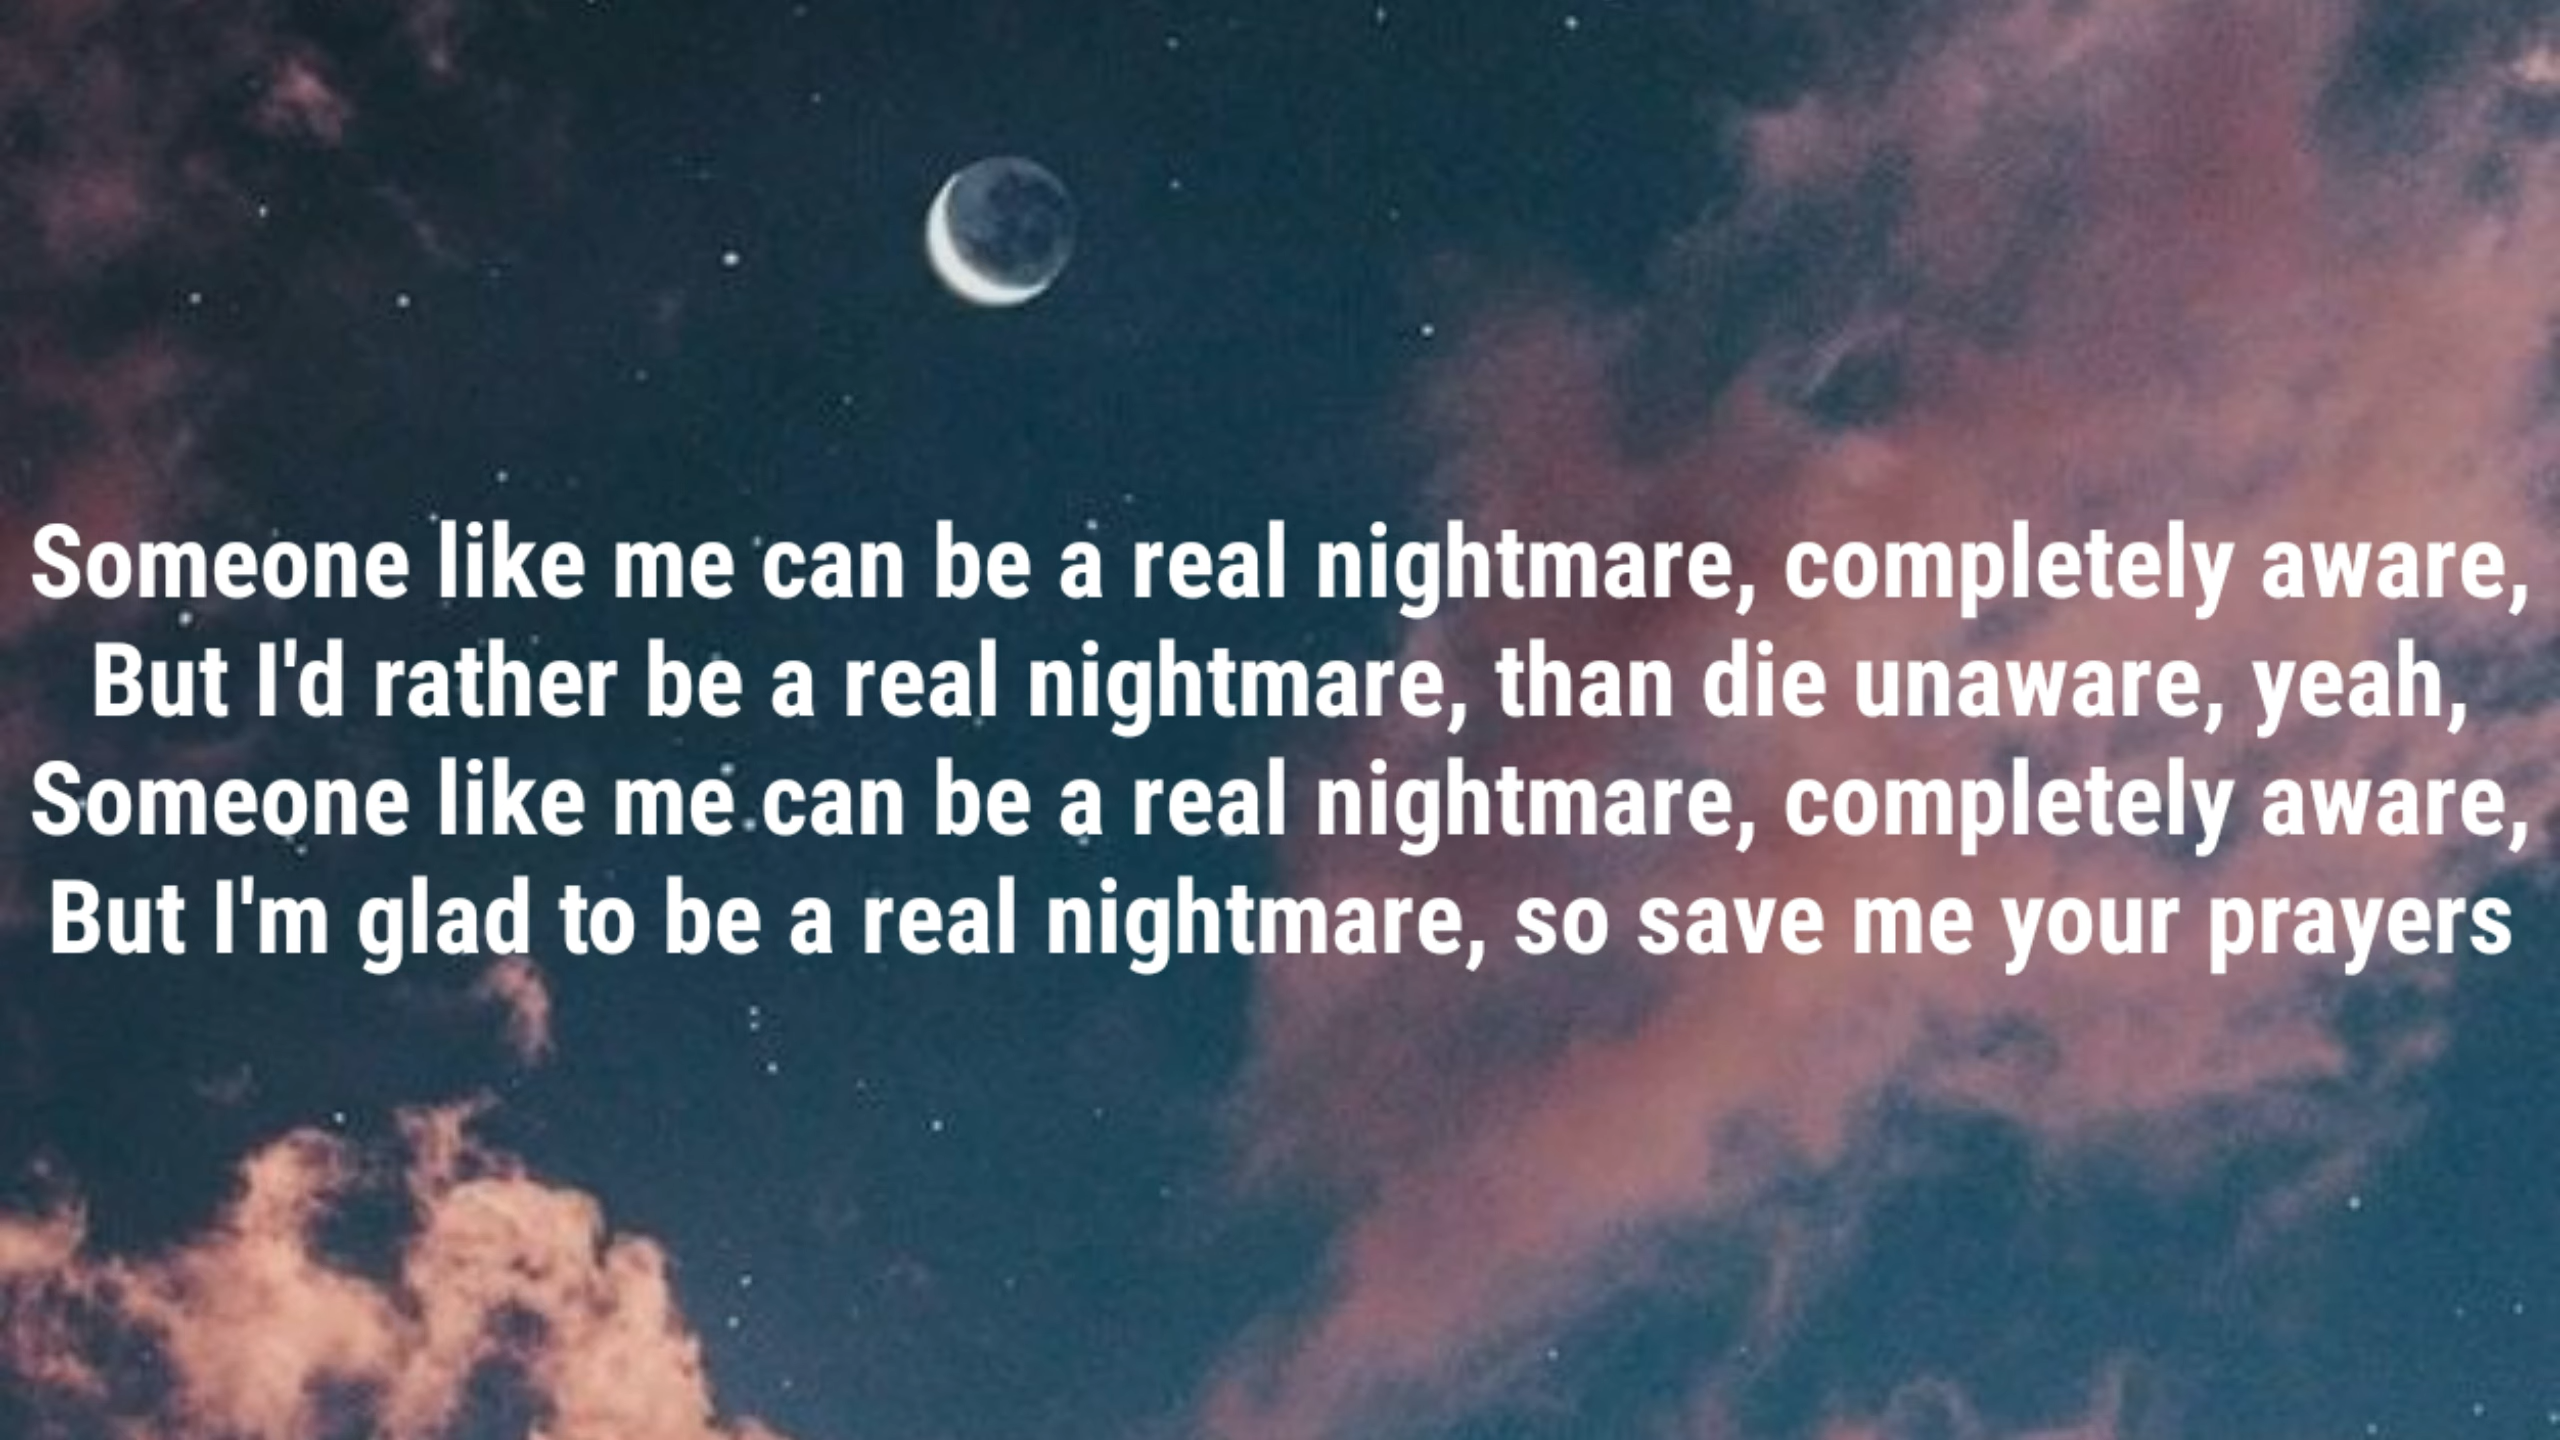 Someone like me can be a real nightmare, completely aware,
But I'd rather be a real nightmare, than die unaware, yeah,
Someone like me can be a real nightmare, completely aware,
But I'm glad to be a real nightmare, so save me your prayers